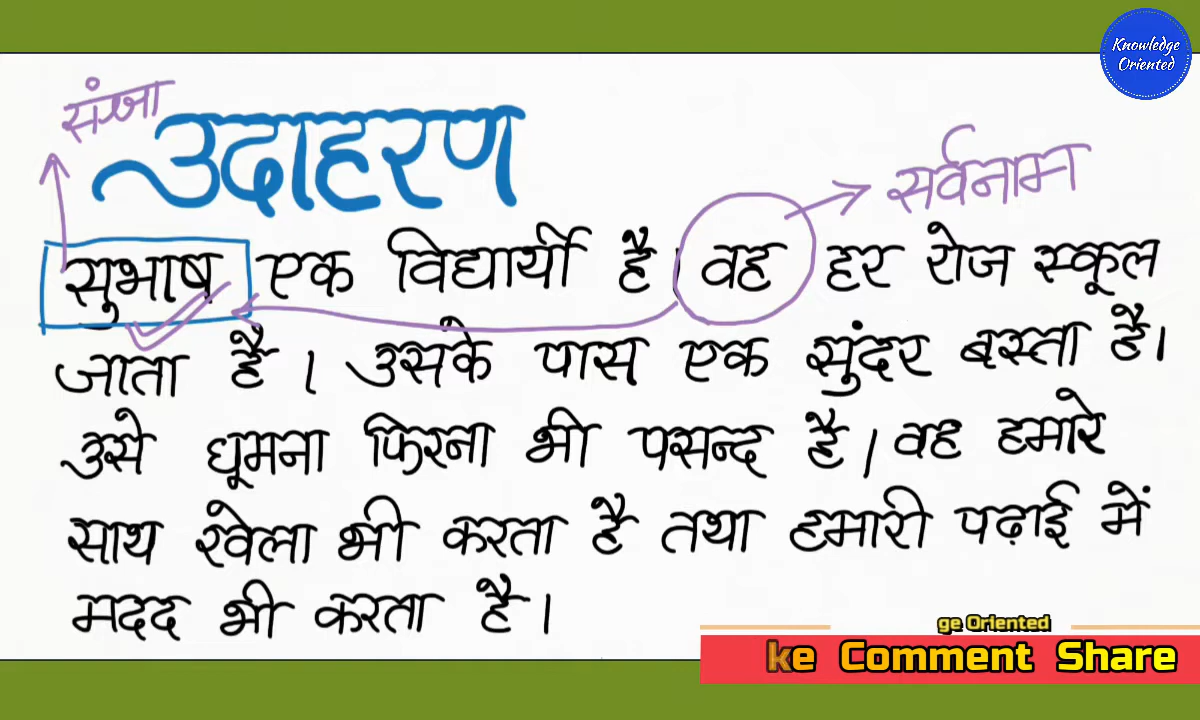 Knowledge
Oriented
संज्ञा
उदाहरण
सर्वनाम
सुभाष एक विद्यार्थी है। वह हर रोज स्कूल
जाता है। उसके पास एक सुंदर बस्ता है।
उसे घूमना फिरना भी पसन्द है। वह हमारे
साथ खेला भी करता है तथा हमारी पढ़ाई में
मदद भी करता है।
ge Oriented
ke Comment Share